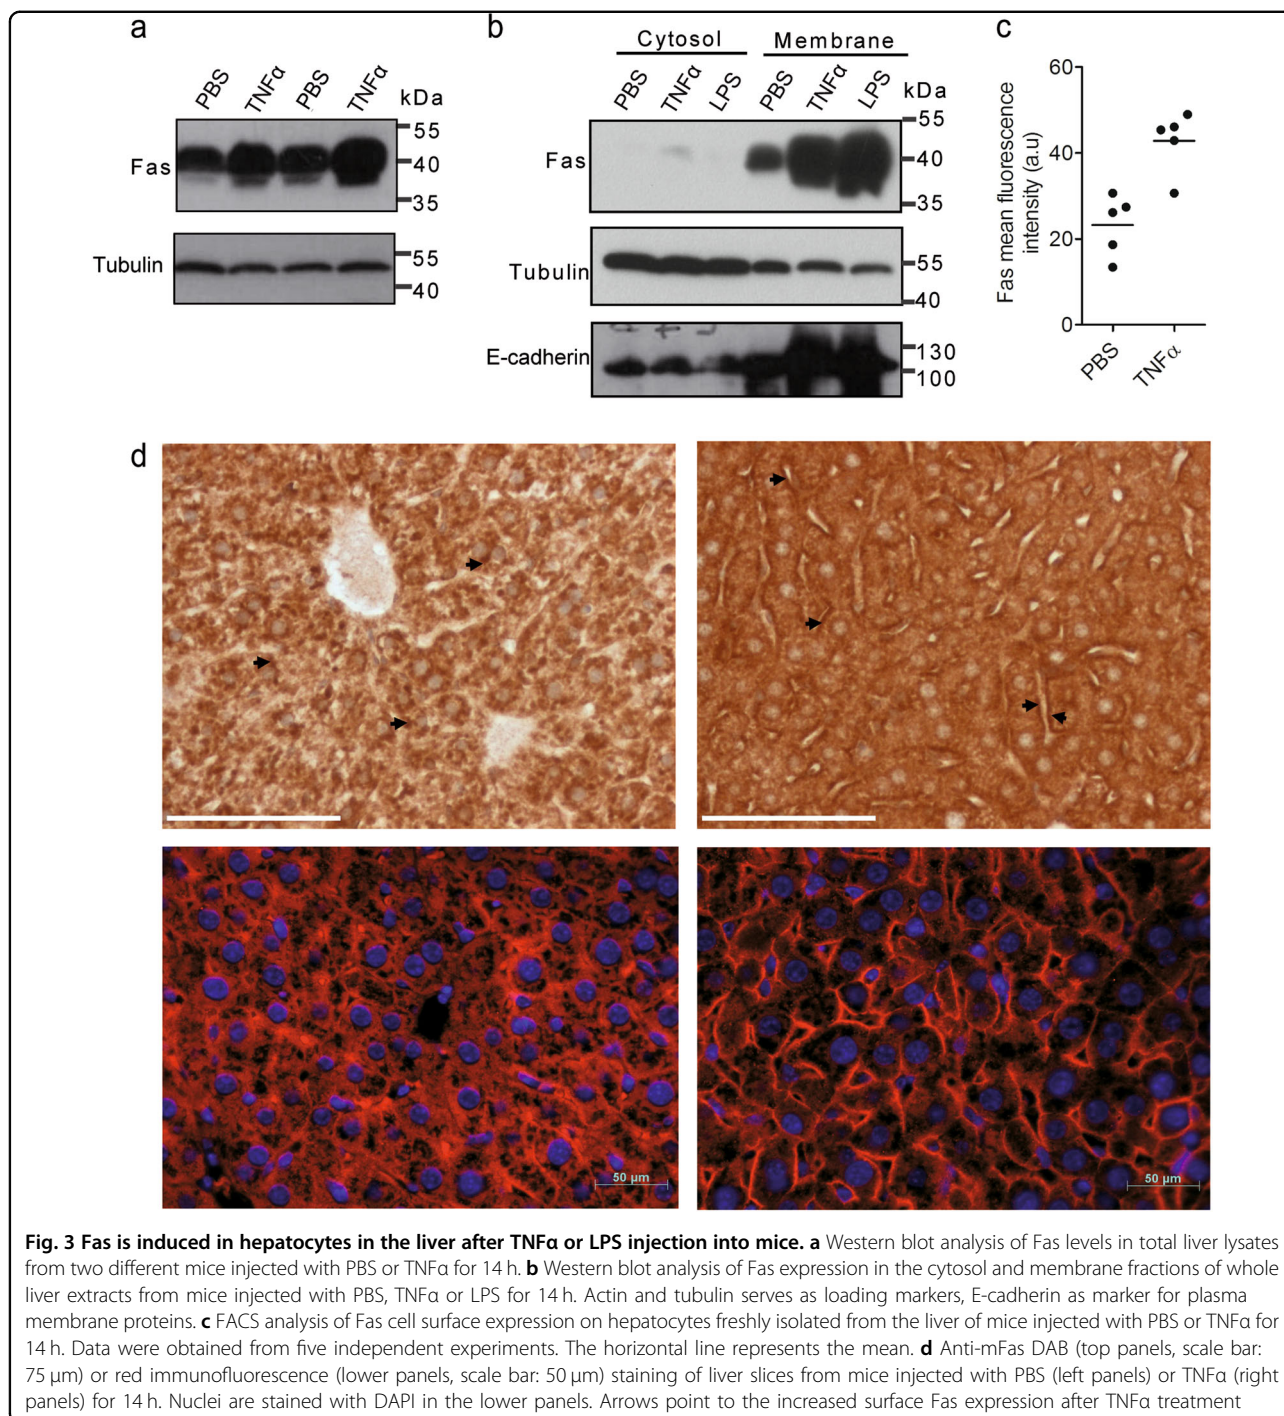 a
PBS
TNFα
PBS
TNFα
kDa
Fas
55
40
35
Tubulin
55
40
b
Cytosol
Membrane
PBS
TNFα
LPS
PBS
TNFα
LPS
kDa
Fas
55
40
35
Tubulin
55
40
E-cadherin
130
100
c
Fas mean fluorescence
intensity (a.u)
60
40
20
0
PBS
TNFα
d
50 μm
50 μm
Fig. 3 Fas is induced in hepatocytes in the liver after TNFα or LPS injection into mice. a Western blot analysis of Fas levels in total liver lysates
from two different mice injected with PBS or TNFα for 14 h. b Western blot analysis of Fas expression in the cytosol and membrane fractions of whole
liver extracts from mice injected with PBS, TNFα or LPS for 14 h. Actin and tubulin serves as loading markers, E-cadherin as marker for plasma
membrane proteins. c FACS analysis of Fas cell surface expression on hepatocytes freshly isolated from the liver of mice injected with PBS or TNFα for
14 h. Data were obtained from five independent experiments. The horizontal line represents the mean. d Anti-mFas DAB (top panels, scale bar:
75 μm) or red immunofluorescence (lower panels, scale bar: 50 μm) staining of liver slices from mice injected with PBS (left panels) or TNFα (right
panels) for 14 h. Nuclei are stained with DAPI in the lower panels. Arrows point to the increased surface Fas expression after TNFα treatment